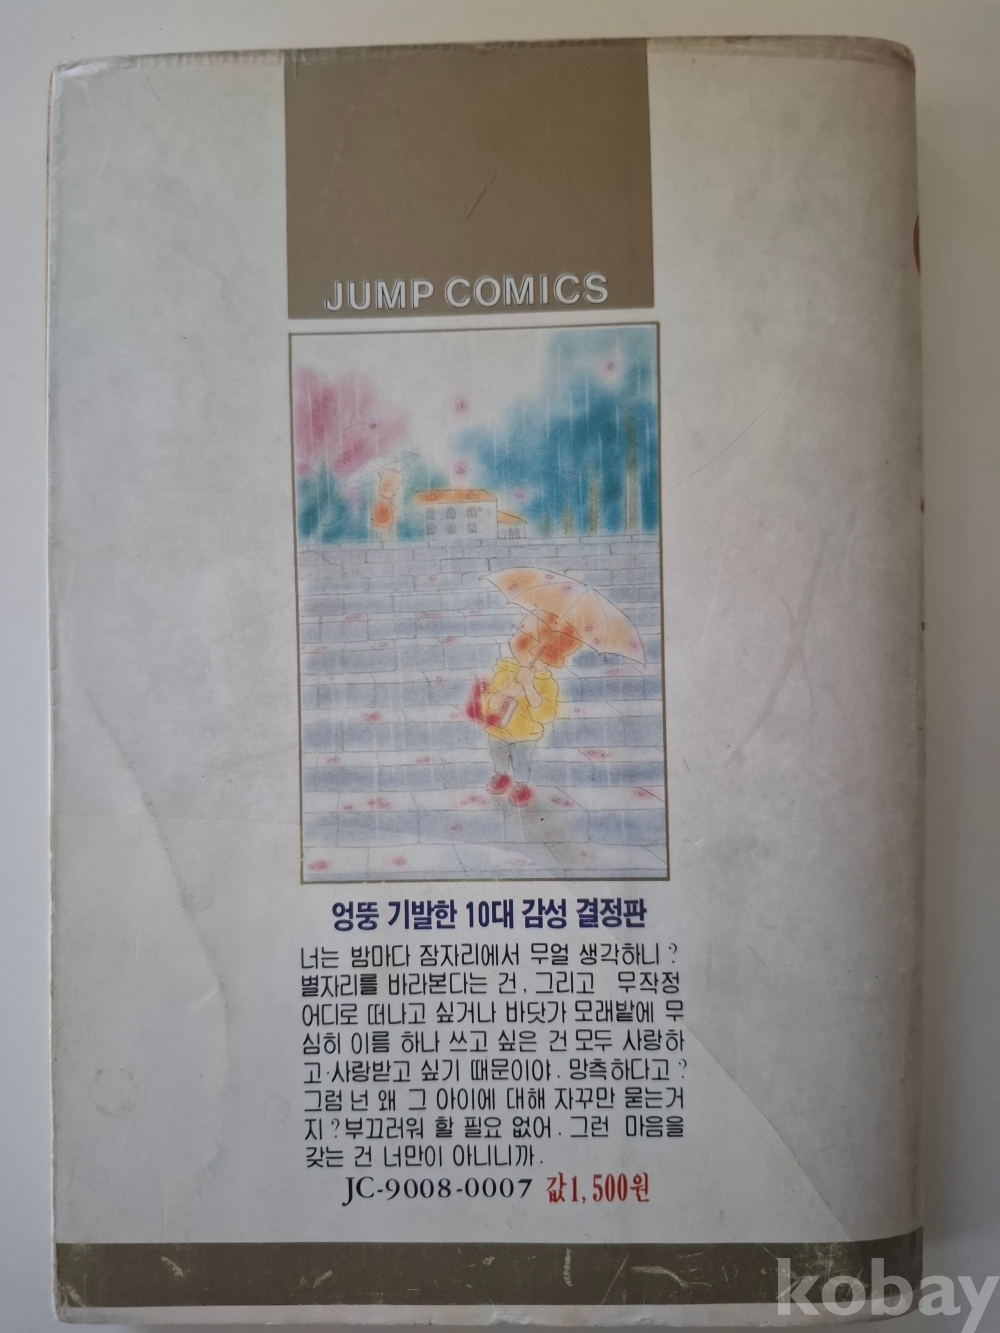 JUMP COMICS
엉뚱 기발한 10대 감성 결정판
너는 밤마다 잠자리에서 무얼 생각하니?
별자리를 바라본다는 건, 그리고 무작정
어디로 떠나고 싶거나 바닷가 모래밭에 무
심히 이름 하나 쓰고 싶은 건 모두 사랑하
고·사랑받고 싶기 때문이야. 망측하다고?
그럼 넌 왜 그 아이에 대해 자꾸만 묻는거
지? 부끄러워 할 필요 없어. 그런 마음을
갖는 건 너만이 아니니까.
JC-9008-0007 값1,500원
kobay